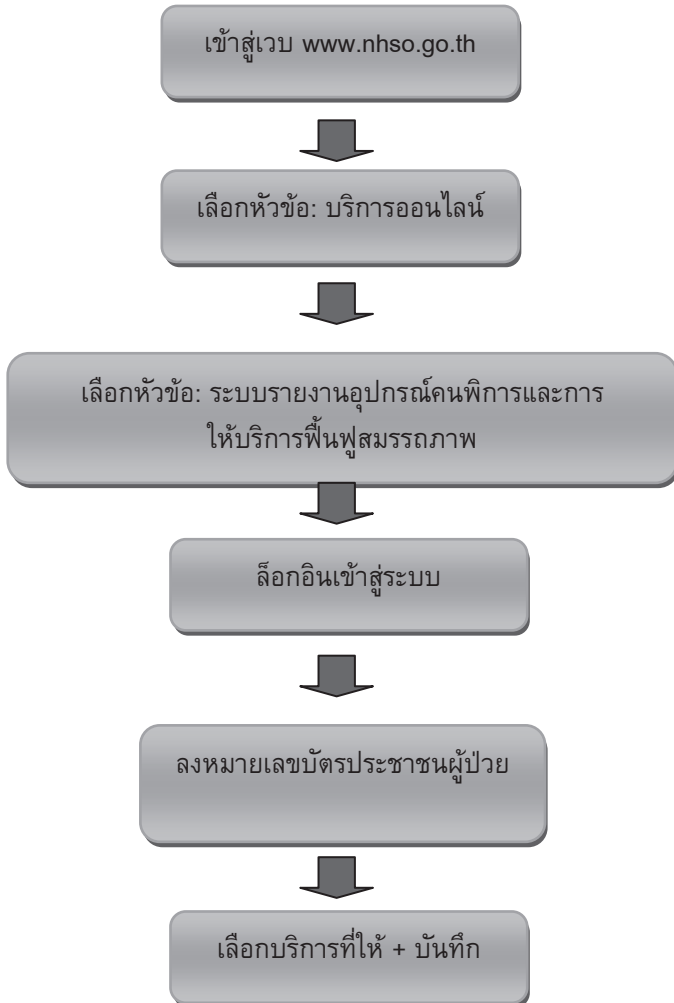 เข้าสู่เวบ www.nhso.go.th
เลือกหัวข้อ: บริการออนไลน์
เลือกหัวข้อ: ระบบรายงานอุปกรณ์คนพิการและการ
ให้บริการฟื้นฟูสมรรถภาพ
ล็อกอินเข้าสู่ระบบ
ลงหมายเลขบัตรประชาชนผู้ป่วย
เลือกบริการที่ให้ + บันทึก